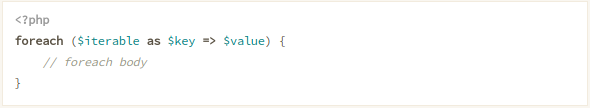 <?php
foreach ($iterable as $key => $value) {
    // foreach body
}